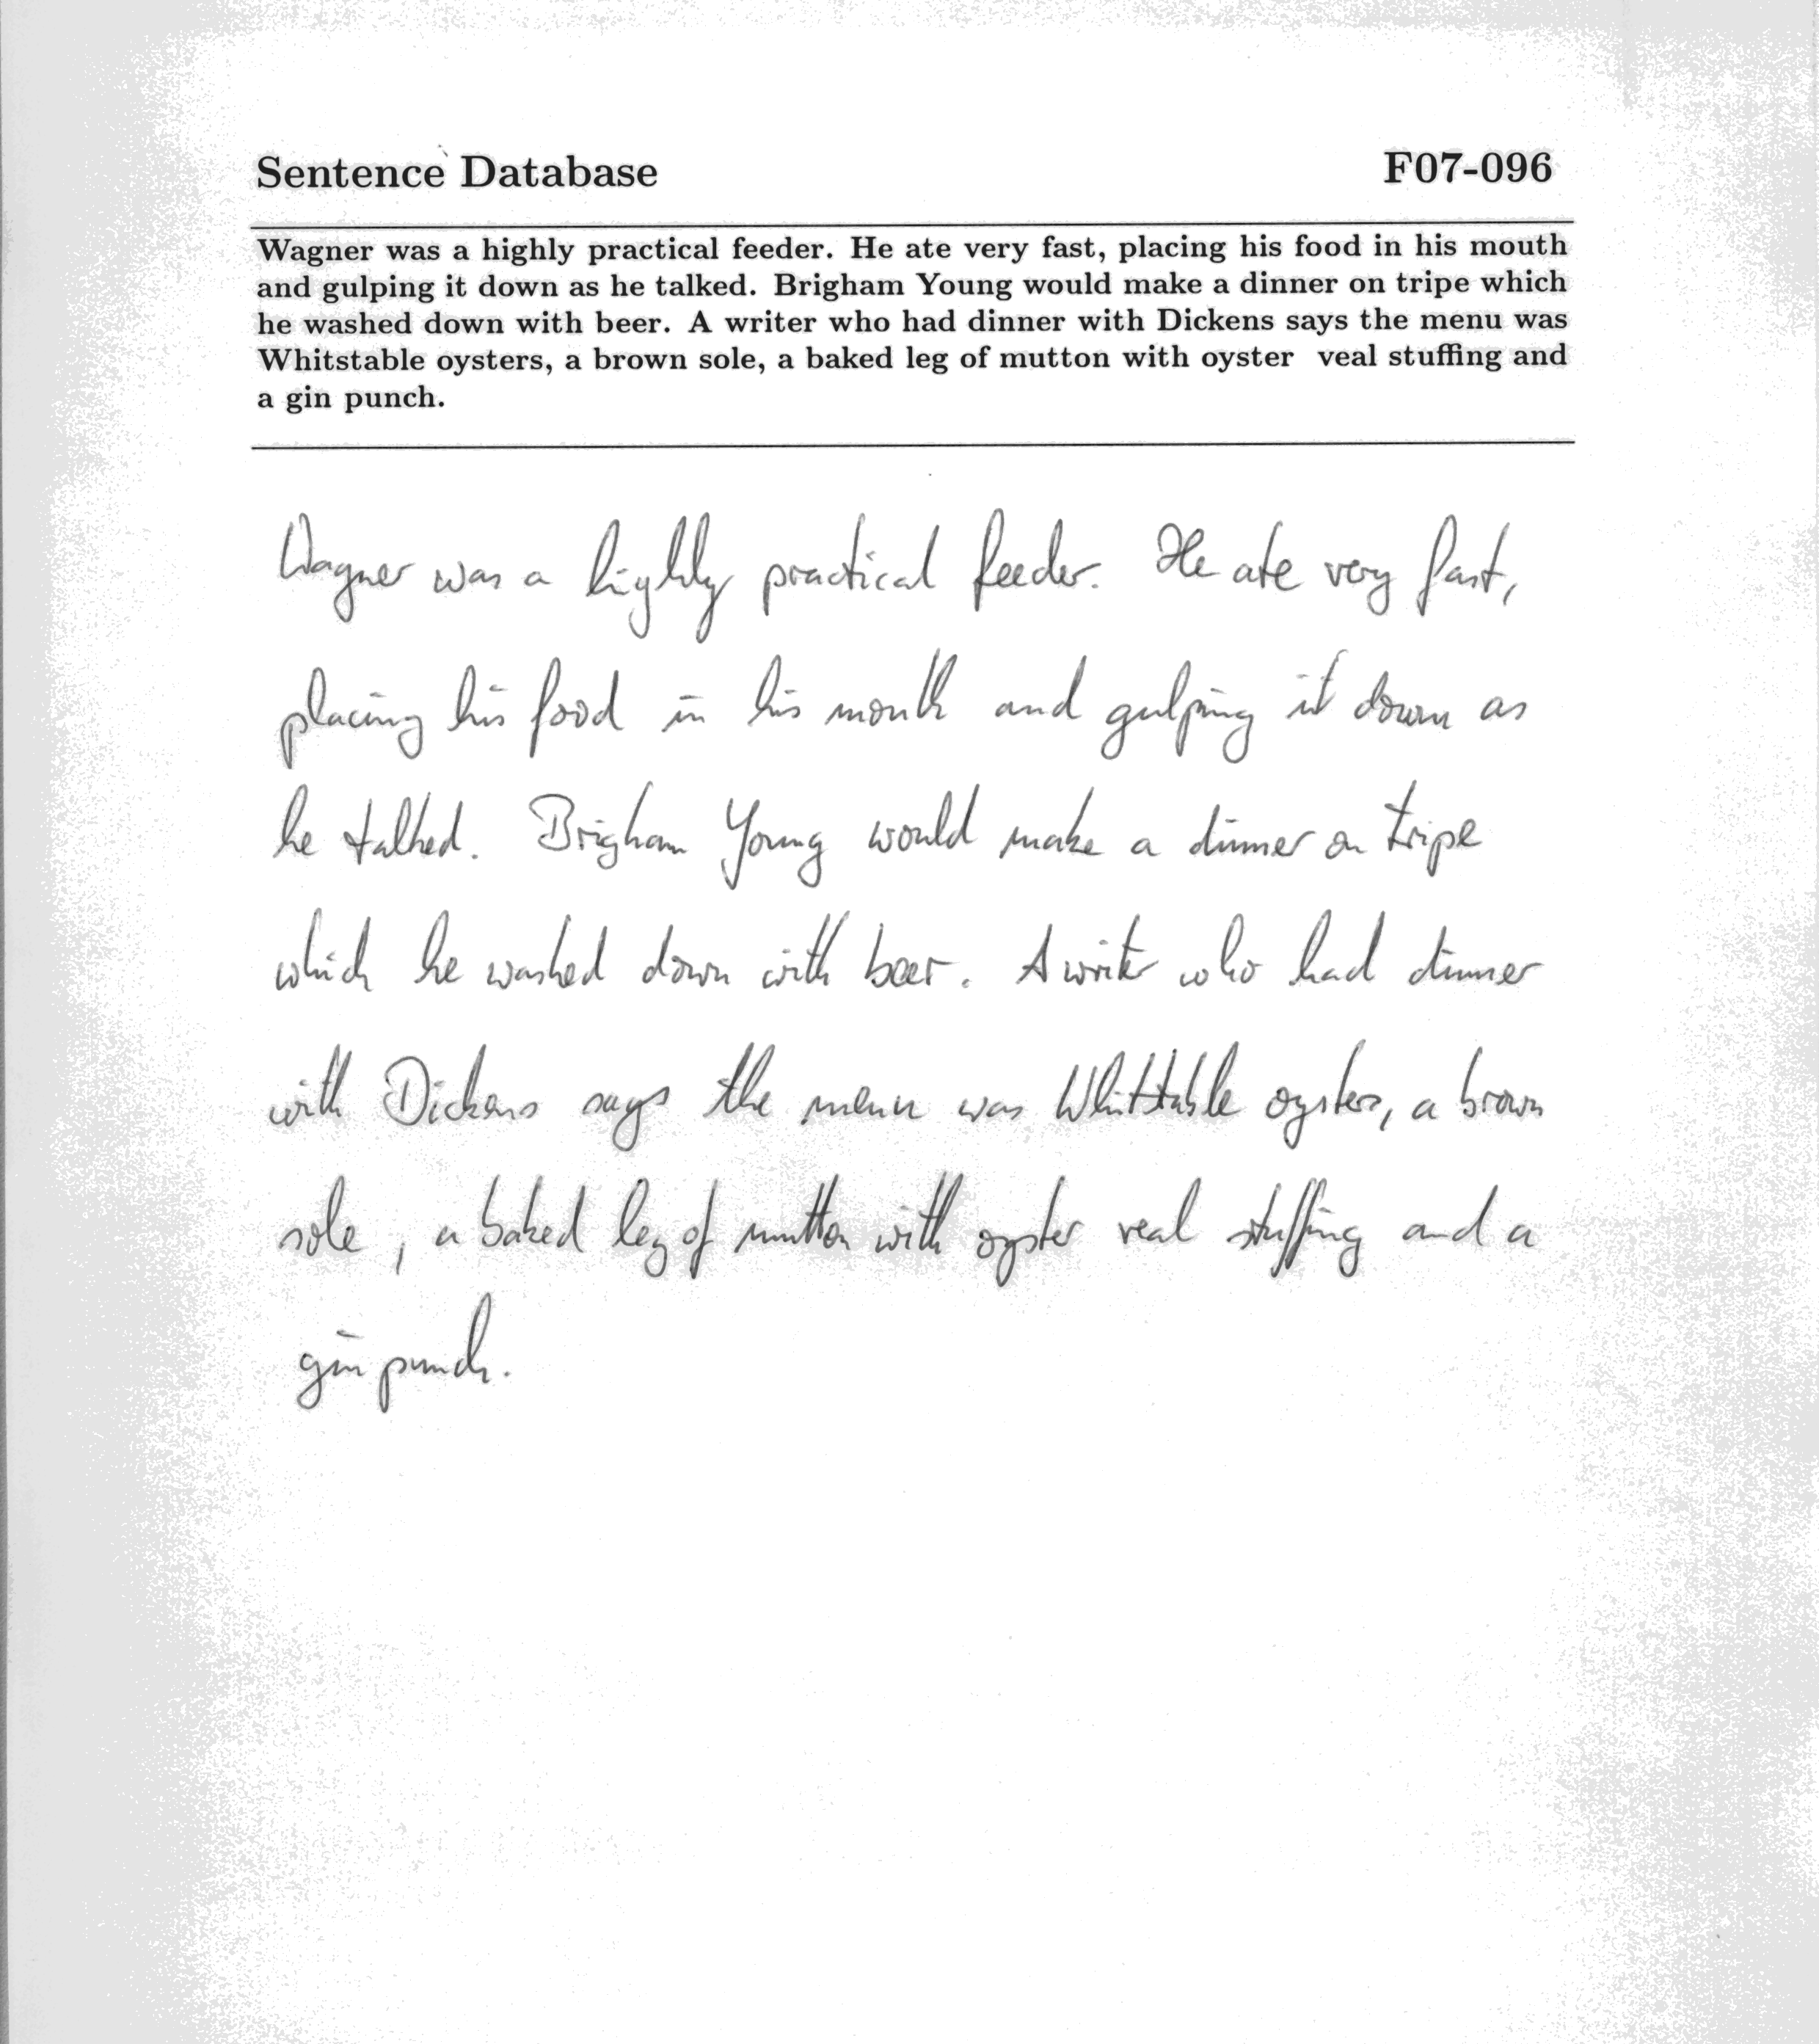 Sentence Database F07-096
Wagner was a highly practical feeder. He ate very fast, placing his food in his mouth
and gulping it down as he talked. Brigham Young would make a dinner on tripe which
he washed down with beer. A writer who had dinner with Dickens says the menu was
Whitstable oysters, a brown sole, a baked leg of mutton with oyster veal stuffing and
a gin punch.
Wagner was a highly practical feeder. He ate very fast,
placing his food in his mouth and gulping it down as
he talked. Brigham Young would make a dinner on tripe
which he washed down with beer. A writer who had dinner
with Dickens says the menu was Whitstable oysters, a brown
sole, a baked leg of mutton with oyster veal stuffing and a
gin punch.